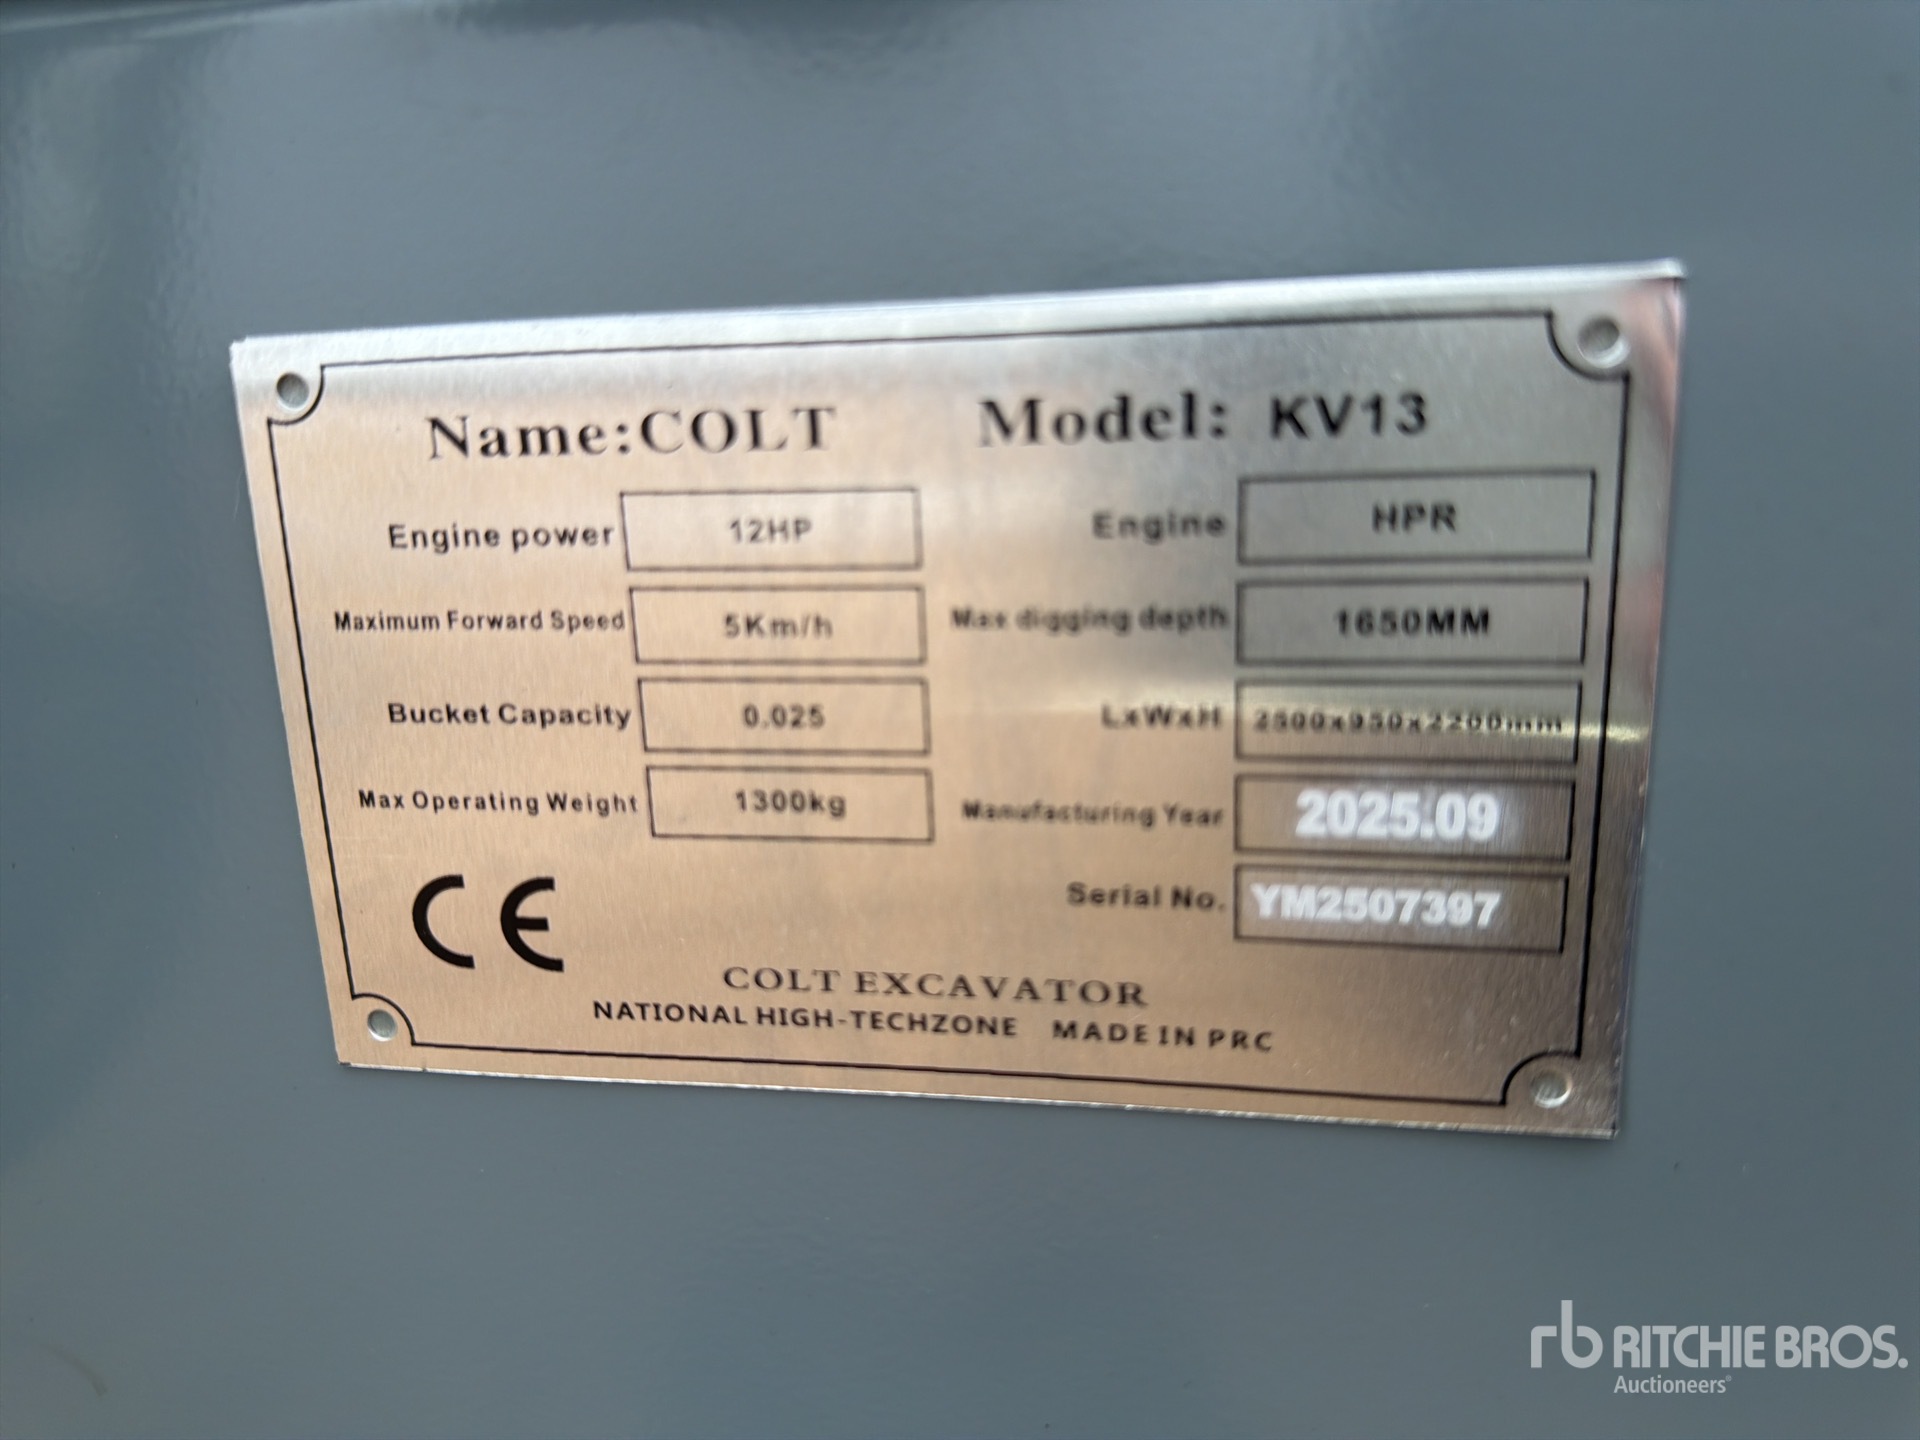 Name:COLT Model: KV13
Engine power 12HP Engine HPR
Maximum Forward Speed 5Km/h Max digging depth 1650MM
Bucket Capacity 0.025 LxWxH 2500x950x2200mm
Max Operating Weight 1300kg Manufacturing Year 2025.09
CE Serial No. YM2507397
COLT EXCAVATOR
NATIONAL HIGH-TECHZONE MADE IN PRC
rb RITCHIE BROS.
Auctioneers